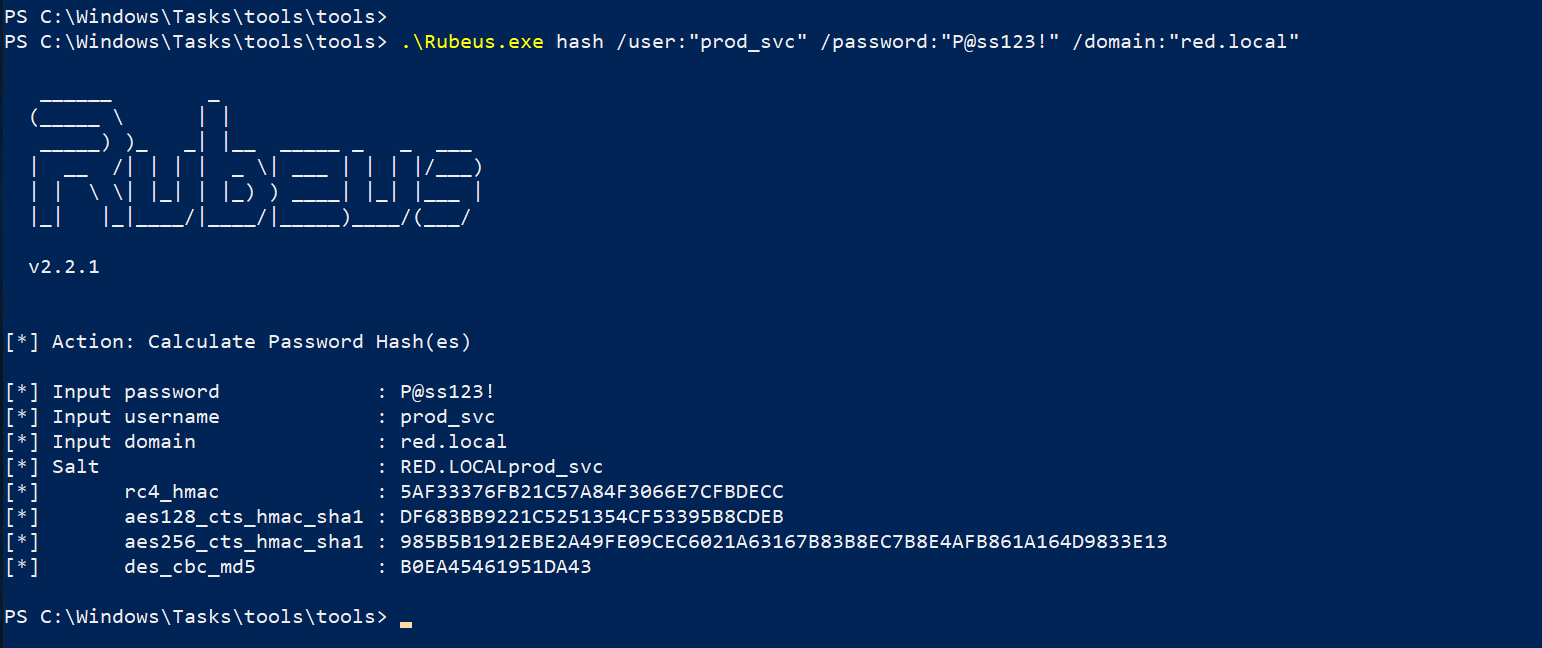 PS C:\Windows\Tasks\tools\tools>
PS C:\Windows\Tasks\tools\tools> .\Rubeus.exe hash /user:"prod_svc" /password:"P@ss123!" /domain:"red.local"
   ______        _
  (_____ \      | |
   _____) )_   _| |__  _____ _   _  ___
  |  __  /| | | |  _ \| ___ | | | |/___)
  | |  \ \| |_| | |_) ) ____| |_| |___ |
  |_|   |_|____/|____/|_____)____/(___/
  v2.2.1
[*] Action: Calculate Password Hash(es)
[*] Input password             : P@ss123!
[*] Input username             : prod_svc
[*] Input domain               : red.local
[*] Salt                       : RED.LOCALprod_svc
[*]       rc4_hmac             : 5AF33376FB21C57A84F3066E7CFBDECC
[*]       aes128_cts_hmac_sha1 : DF683BB9221C5251354CF53395B8CDEB
[*]       aes256_cts_hmac_sha1 : 985B5B1912EBE2A49FE09CEC6021A63167B83B8EC7B8E4AFB861A164D9833E13
[*]       des_cbc_md5          : B0EA45461951DA43
PS C:\Windows\Tasks\tools\tools>